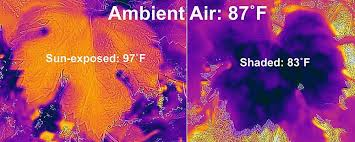 Ambient Air: 87˚F
Sun-exposed: 97˚F
Shaded: 83˚F